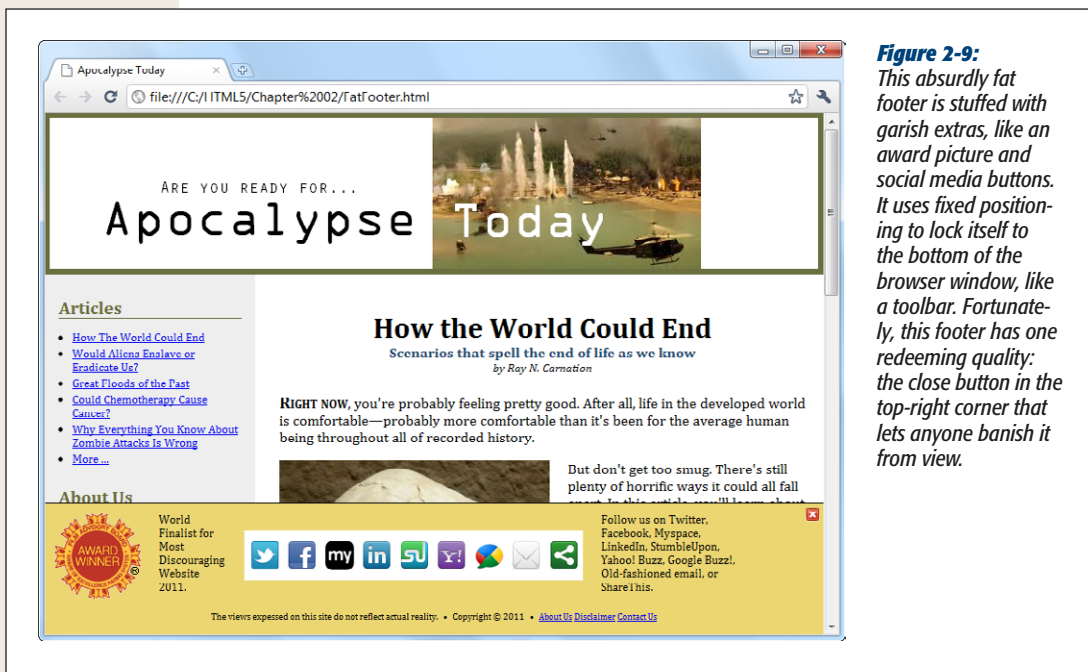 Apocalypse Today
file:///C:/HTML5/Chapter%2002/FatFooter.html
ARE YOU READY FOR...
Apocalypse Today
Articles
How The World Could End
Would Aliens Enslave or
Eradicate Us?
Great Floods of the Past
Could Chemotherapy Cause
Cancer?
Why Everything You Know About
Zombie Attacks Is Wrong
More ...
About Us
How the World Could End
Scenarios that spell the end of life as we know
by Ray N. Carnation
RIGHT NOW, you're probably feeling pretty good. After all, life in the developed world
is comfortable—probably more comfortable than it's been for the average human
being throughout all of recorded history.
But don't get too smug. There's still
plenty of horrific ways it could all fall
apart. In this article, you'll learn about
AWARD
WINNER
®
World
Finalist for
Most
Discouraging
Website
2011.
my
in
Y!
Follow us on Twitter,
Facebook, Myspace,
LinkedIn, StumbleUpon,
Yahoo! Buzz, Google Buzz!,
Old-fashioned email, or
ShareThis.
The views expressed on this site do not reflect actual reality. • Copyright © 2011 • About Us Disclaimer Contact Us
Figure 2-9:
This absurdly fat
footer is stuffed with
garish extras, like an
award picture and
social media buttons.
It uses fixed position-
ing to lock itself to
the bottom of the
browser window, like
a toolbar. Fortunate-
ly, this footer has one
redeeming quality:
the close button in the
top-right corner that
lets anyone banish it
from view.